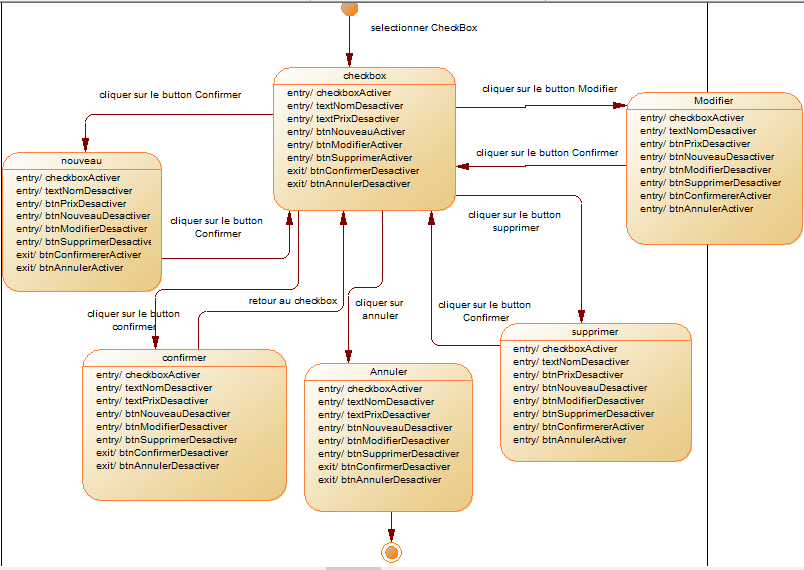 selectionner CheckBox
checkbox
entry/ checkboxActiver
entry/ textNomDesactiver
entry/ textPrixDesactiver
entry/ btnNouveauActiver
entry/ btnModifierActiver
entry/ btnSupprimerActiver
exit/ btnConfirmerDesactiver
exit/ btnAnnulerDesactiver
cliquer sur le button Confirmer
cliquer sur le button Modifier
Modifier
entry/ checkboxActiver
entry/ textNomDesactiver
entry/ btnPrixDesactiver
entry/ btnNouveauDesactiver
entry/ btnModifierDesactiver
entry/ btnSupprimerDesactiver
entry/ btnConfirmererActiver
entry/ btnAnulerActiver
cliquer sur le button Confirmer
nouveau
entry/ checkboxActiver
entry/ textNomDesactiver
entry/ btnPrixDesactiver
entry/ btnNouveauDesactiver
entry/ btnModifierDesactiver
entry/ btnSupprimerDesactive
exit/ btnConfirmererActiver
exit/ btnAnulerActiver
cliquer sur le button
Confirmer
cliquer sur le button
supprimer
cliquer sur le button
confirmer
retour au checkbox
cliquer sur
annuler
cliquer sur le button
Confirmer
confirmer
entry/ checkboxActiver
entry/ textNomDesactiver
entry/ textPrixDesactiver
entry/ btnNouveauDesactiver
entry/ btnModifierDesactiver
entry/ btnSupprimerDesactiver
exit/ btnConfirmerDesactiver
exit/ btnAnnulerDesactiver
Annuler
entry/ checkboxActiver
entry/ textNomDesactiver
entry/ textPrixDesactiver
entry/ btnNouveauDesactiver
entry/ btnModifierDesactiver
entry/ btnSupprimerDesactiver
exit/ btnConfirmerDesactiver
exit/ btnAnnulerDesactiver
supprimer
entry/ checkboxActiver
entry/ textNomDesactiver
entry/ btnPrixDesactiver
entry/ btnNouveauDesactiver
entry/ btnModifierDesactiver
entry/ btnSupprimerDesactiver
entry/ btnConfirmererActiver
entry/ btnAnnulerActiver